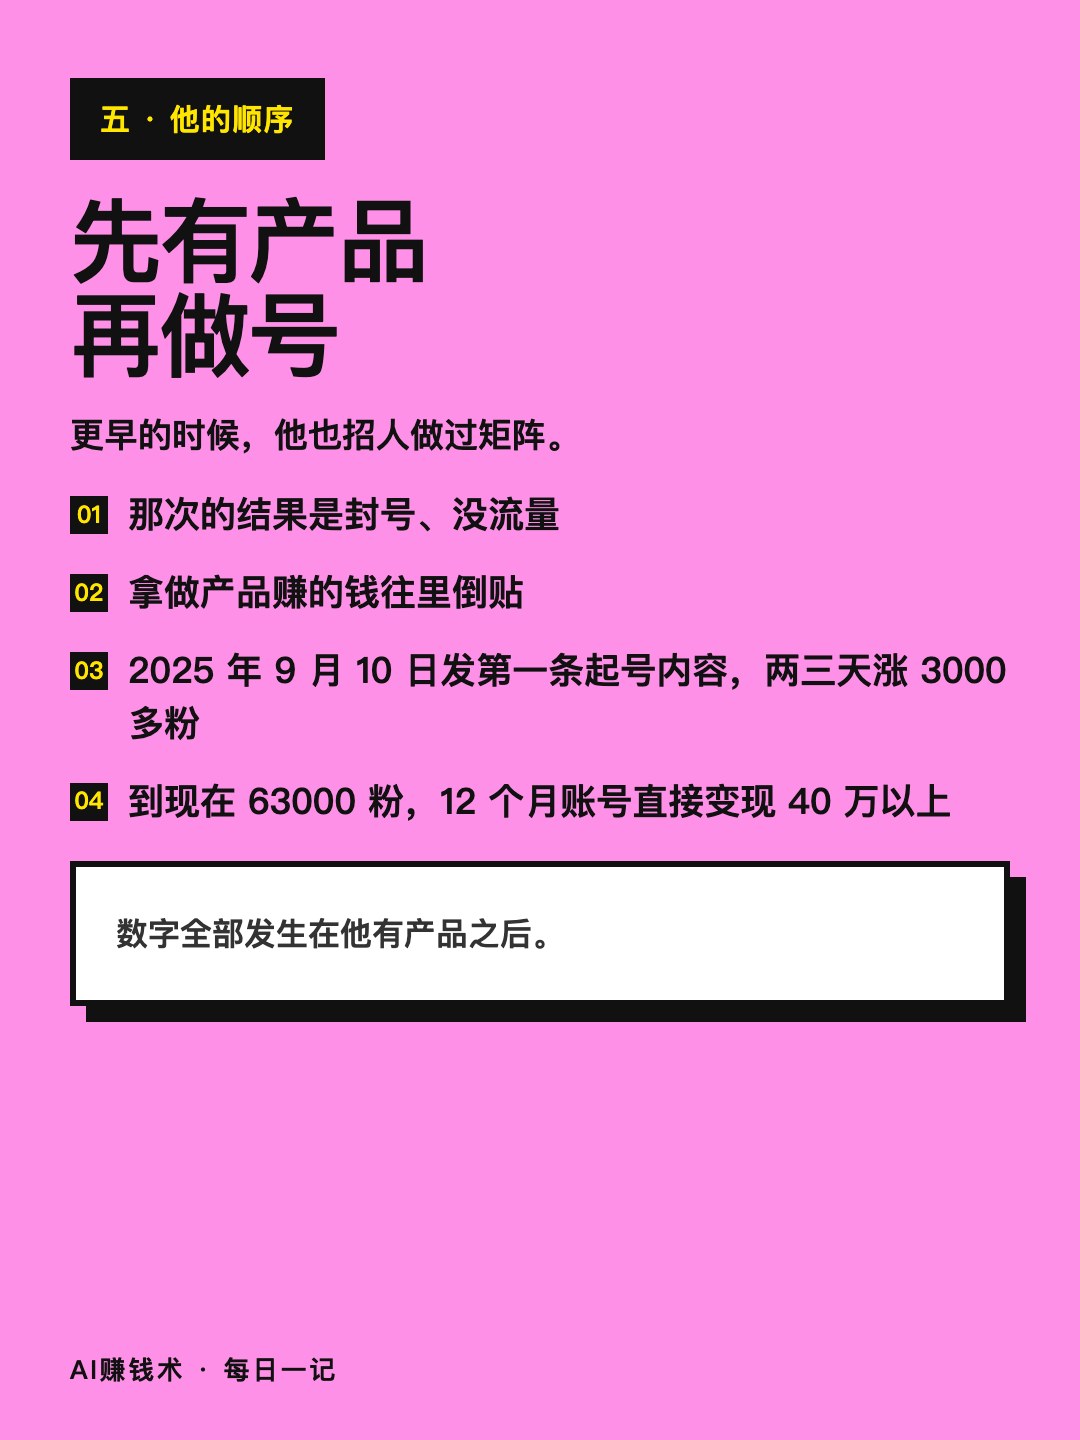 五 · 他的顺序
先有产品
再做号
更早的时候，他也招人做过矩阵。
01 那次的结果是封号、没流量
02 拿做产品赚的钱往里倒贴
03 2025 年 9 月 10 日发第一条起号内容，两三天涨 3000
多粉
04 到现在 63000 粉，12 个月账号直接变现 40 万以上
数字全部发生在他有产品之后。
AI赚钱术 · 每日一记